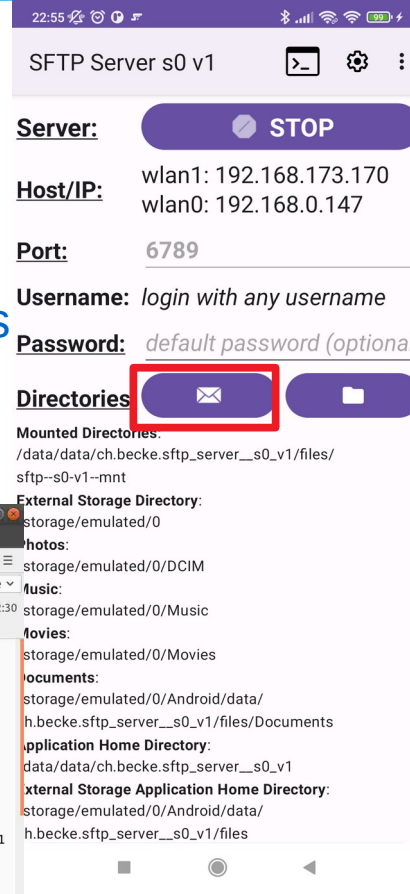 22:55
99
SFTP Server s0 v1
Server:
STOP
Host/IP:
wlan1: 192.168.173.170
wlan0: 192.168.0.147
Port:
6789
Username: login with any username
s
Password: default password (optiona
Directories
Mounted Directories:
/data/data/ch.becke.sftp_server__s0_v1/files/
sftp--s0-v1--mnt
External Storage Directory:
storage/emulated/0
Photos:
storage/emulated/0/DCIM
Music:
storage/emulated/0/Music
:30
Movies:
storage/emulated/0/Movies
Documents:
storage/emulated/0/Android/data/
h.becke.sftp_server__s0_v1/files/Documents
Application Home Directory:
data/data/ch.becke.sftp_server__s0_v1
External Storage Application Home Directory:
storage/emulated/0/Android/data/
h.becke.sftp_server__s0_v1/files
1